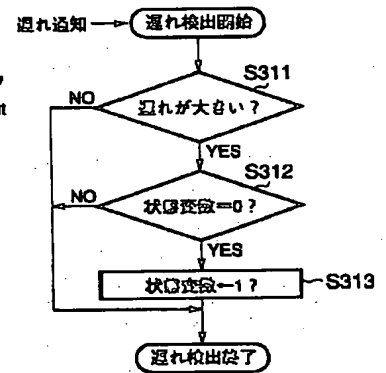 遅れ通知
遅れ検出開始
S311
NO
遅れが大きい？
YES
S312
NO
状態変数=0？
YES
状態変数←1？
S313
遅れ検出終了